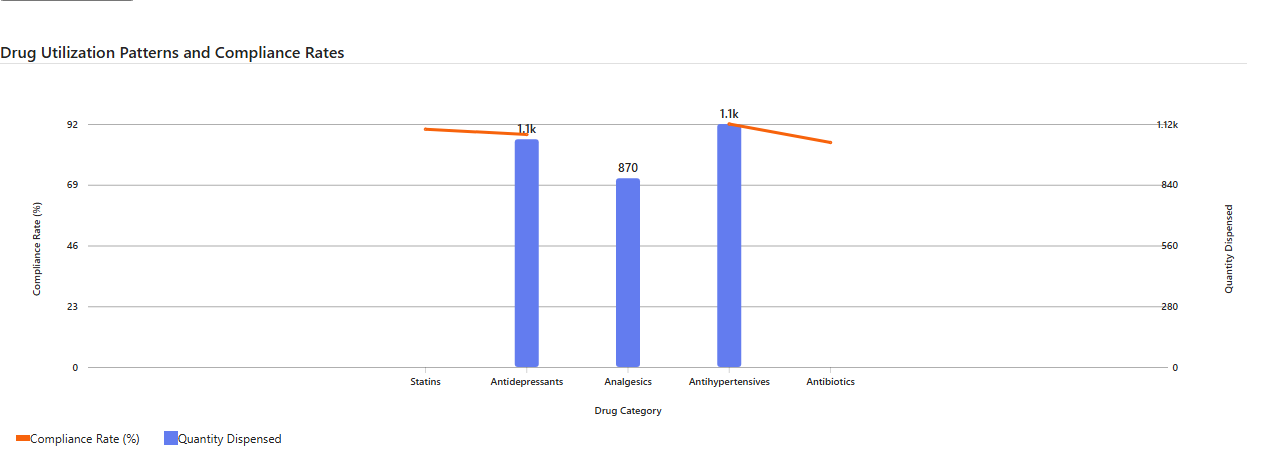 Drug Utilization Patterns and Compliance Rates
1.1k
1.1k
870
92
69
46
23
0
1.12k
840
560
280
0
Compliance Rate (%)
Quantity Dispensed
Statins Antidepressants Analgesics Antihypertensives Antibiotics
Drug Category
Compliance Rate (%) Quantity Dispensed